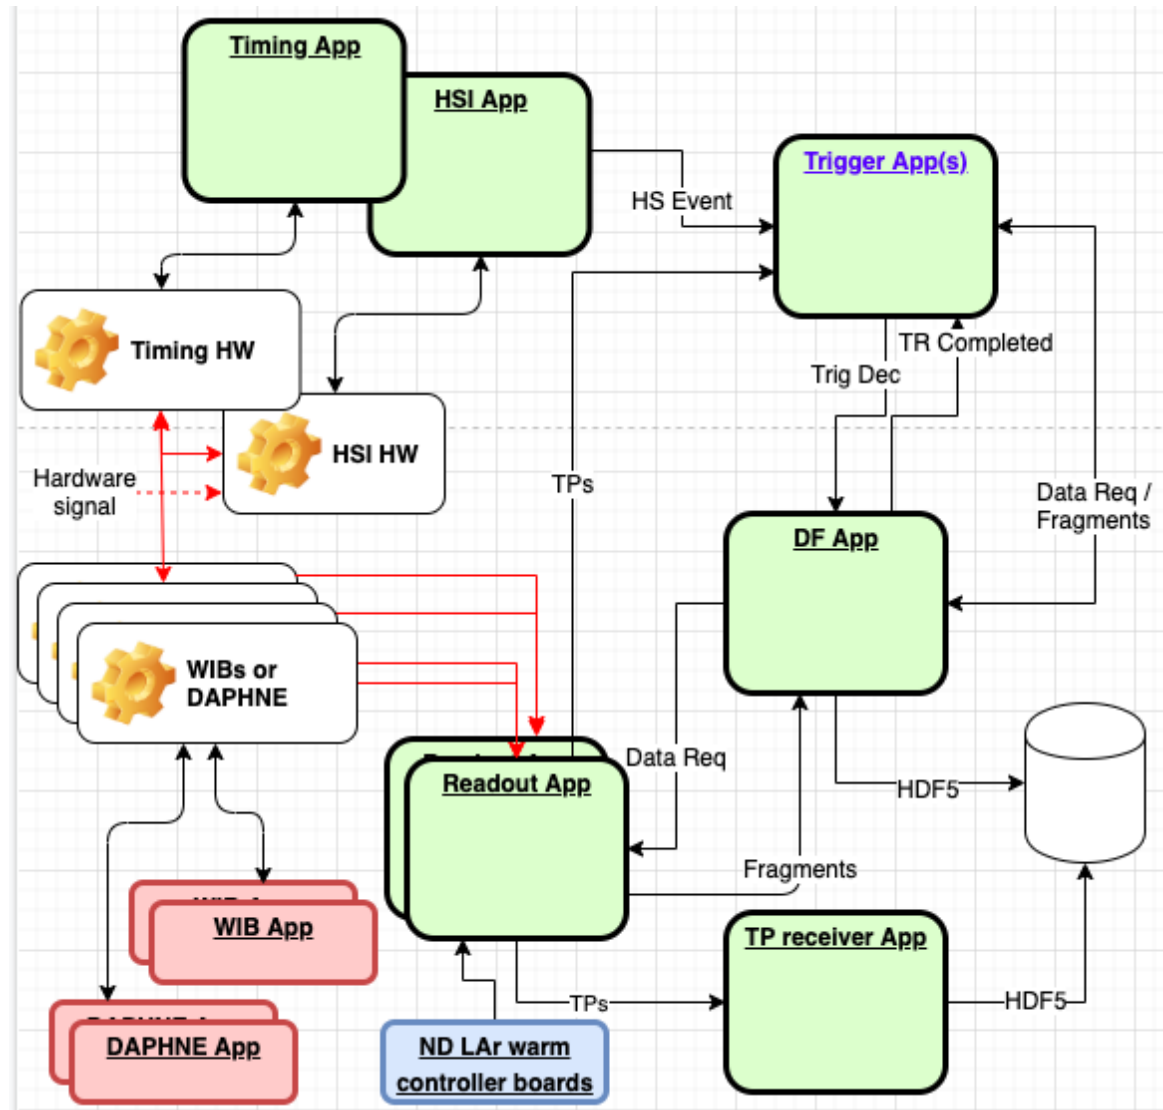 Timing App
HSI App
Trigger App(s)
HS Event
Timing HW
TR Completed
Trig Dec
HSI HW
Hardware
signal
TPs
Data Req /
Fragments
DF App
WIBs or
DAPHNE
Data Req
Readout App
HDF5
Fragments
WIB App
TP receiver App
TPs
HDF5
DAPHNE App
ND LAr warm
controller boards